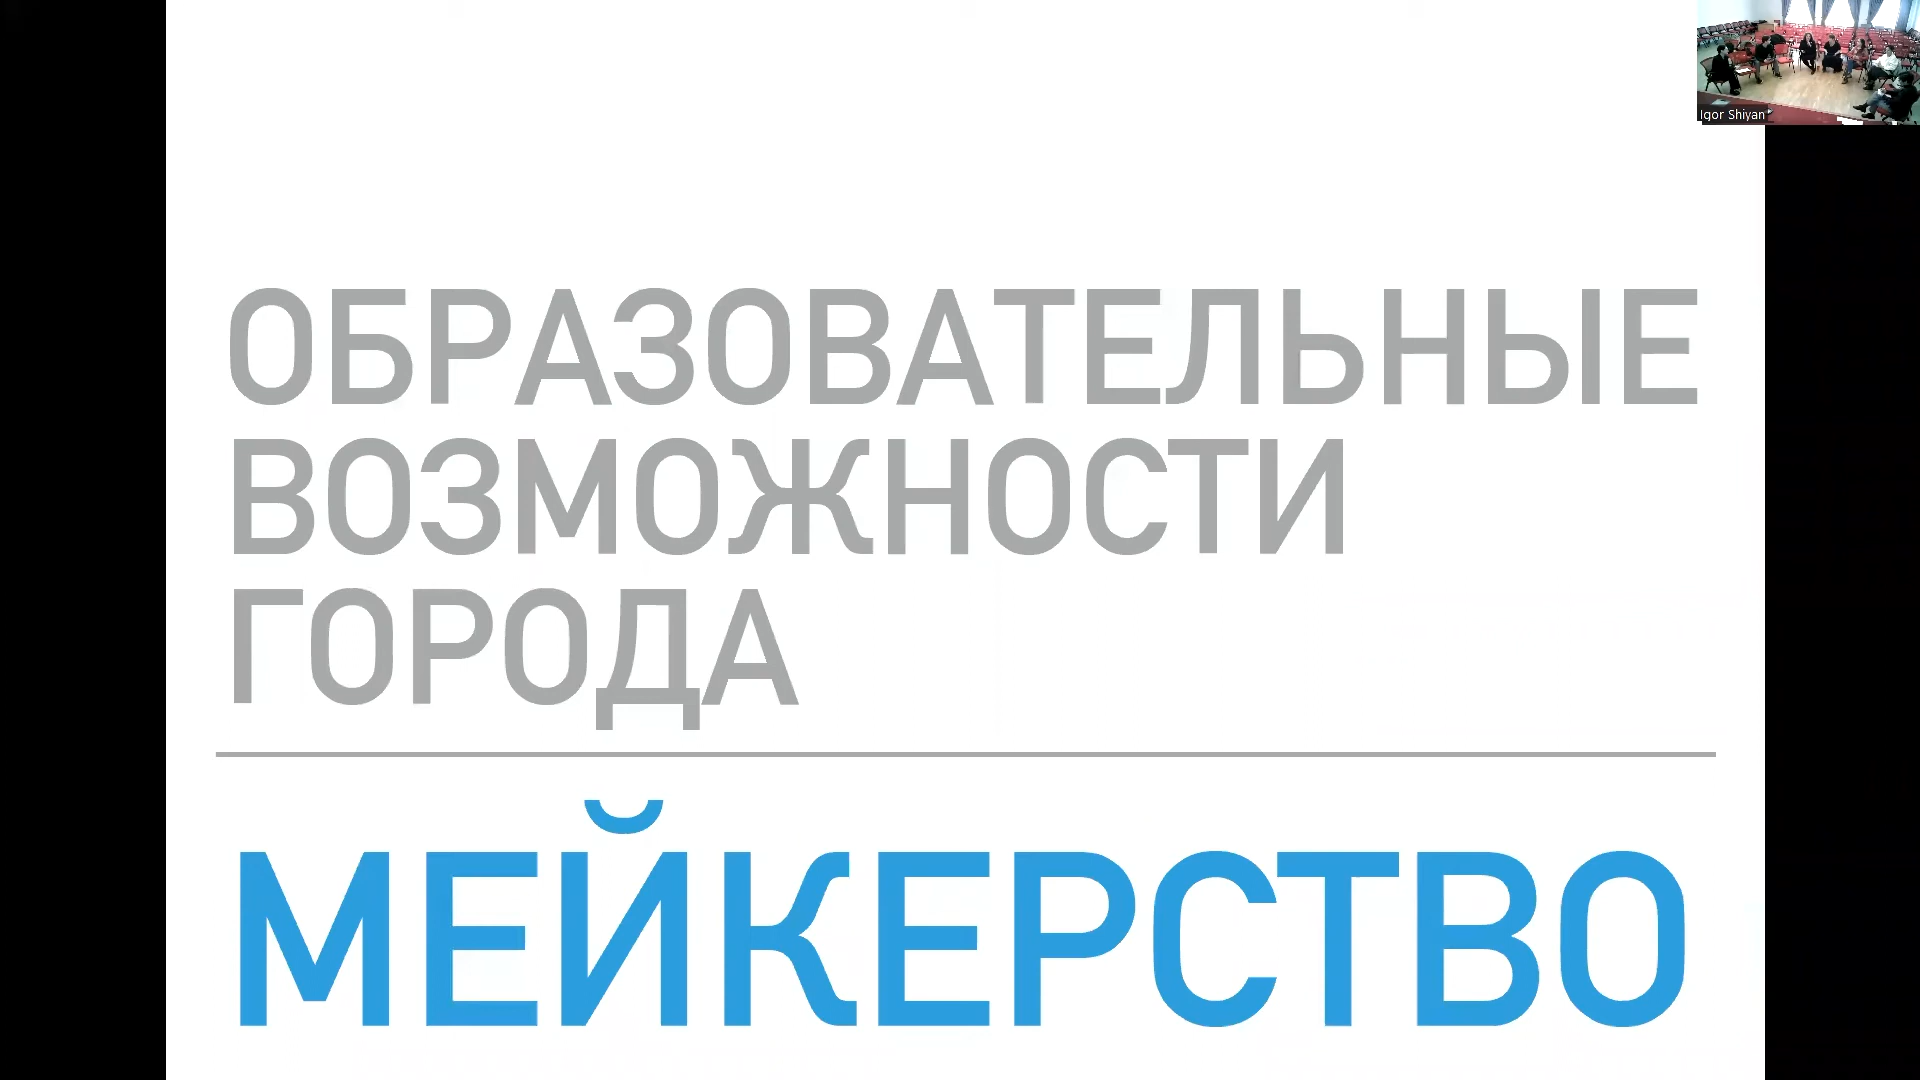 Igor Shiyan
ОБРАЗОВАТЕЛЬНЫЕ
ВОЗМОЖНОСТИ
ГОРОДА
МЕЙКЕРСТВО